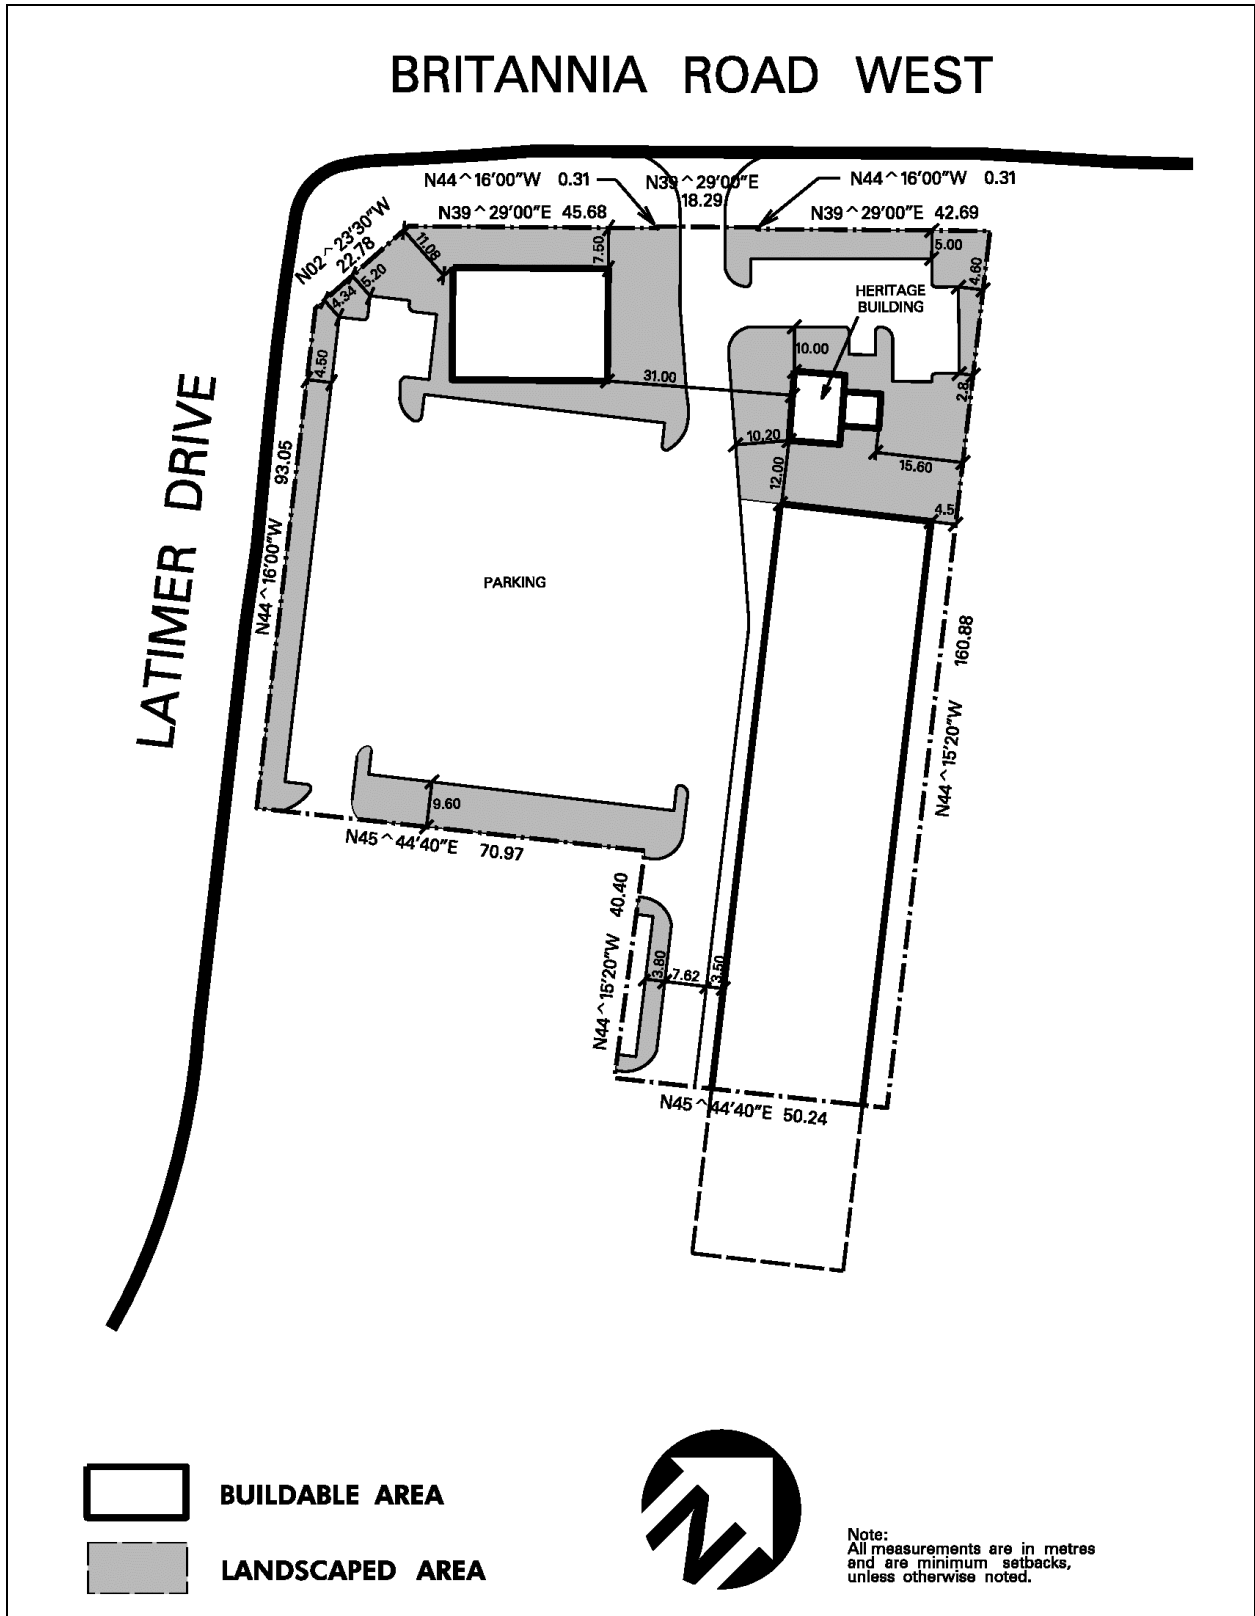 BRITANNIA ROAD WEST
N44^16'00"W 0.31
N39^29'00"E
18.29
N44^16'00"W 0.31
N39^29'00"E 45.68
N39^29'00"E 42.69
N02^23'30"W
22.78
11.08
7.50
5.00
4.60
5.20
4.34
4.50
HERITAGE
BUILDING
10.00
31.00
2.8
10.20
12.00
15.60
4.5
LATIMER DRIVE
93.05
N44^16'00"W
PARKING
160.88
N44^15'20"W
9.60
N45^44'40"E 70.97
40.40
N44^15'20"W
3.80
7.62
3.50
N45^44'40"E 50.24
BUILDABLE AREA
LANDSCAPED AREA
N
Note:
All measurements are in metres
and are minimum setbacks,
unless otherwise noted.